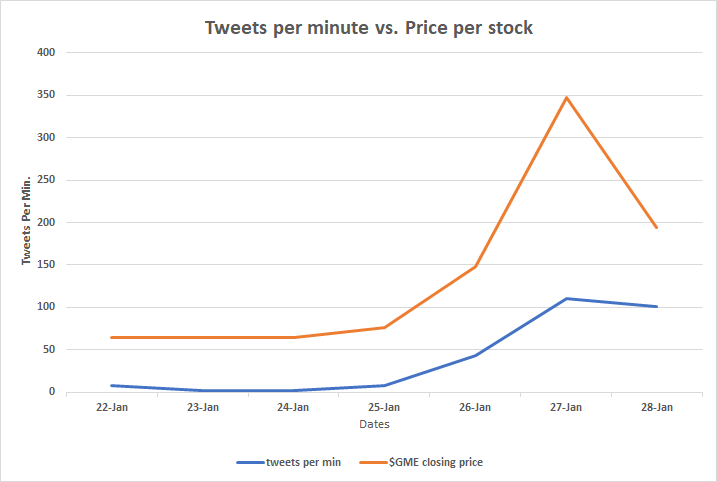 Tweets per minute vs. Price per stock
400
350
300
250
200
150
100
50
0
Tweets Per Min.
22-Jan 23-Jan 24-Jan 25-Jan 26-Jan 27-Jan 28-Jan
Dates
tweets per min $GME closing price